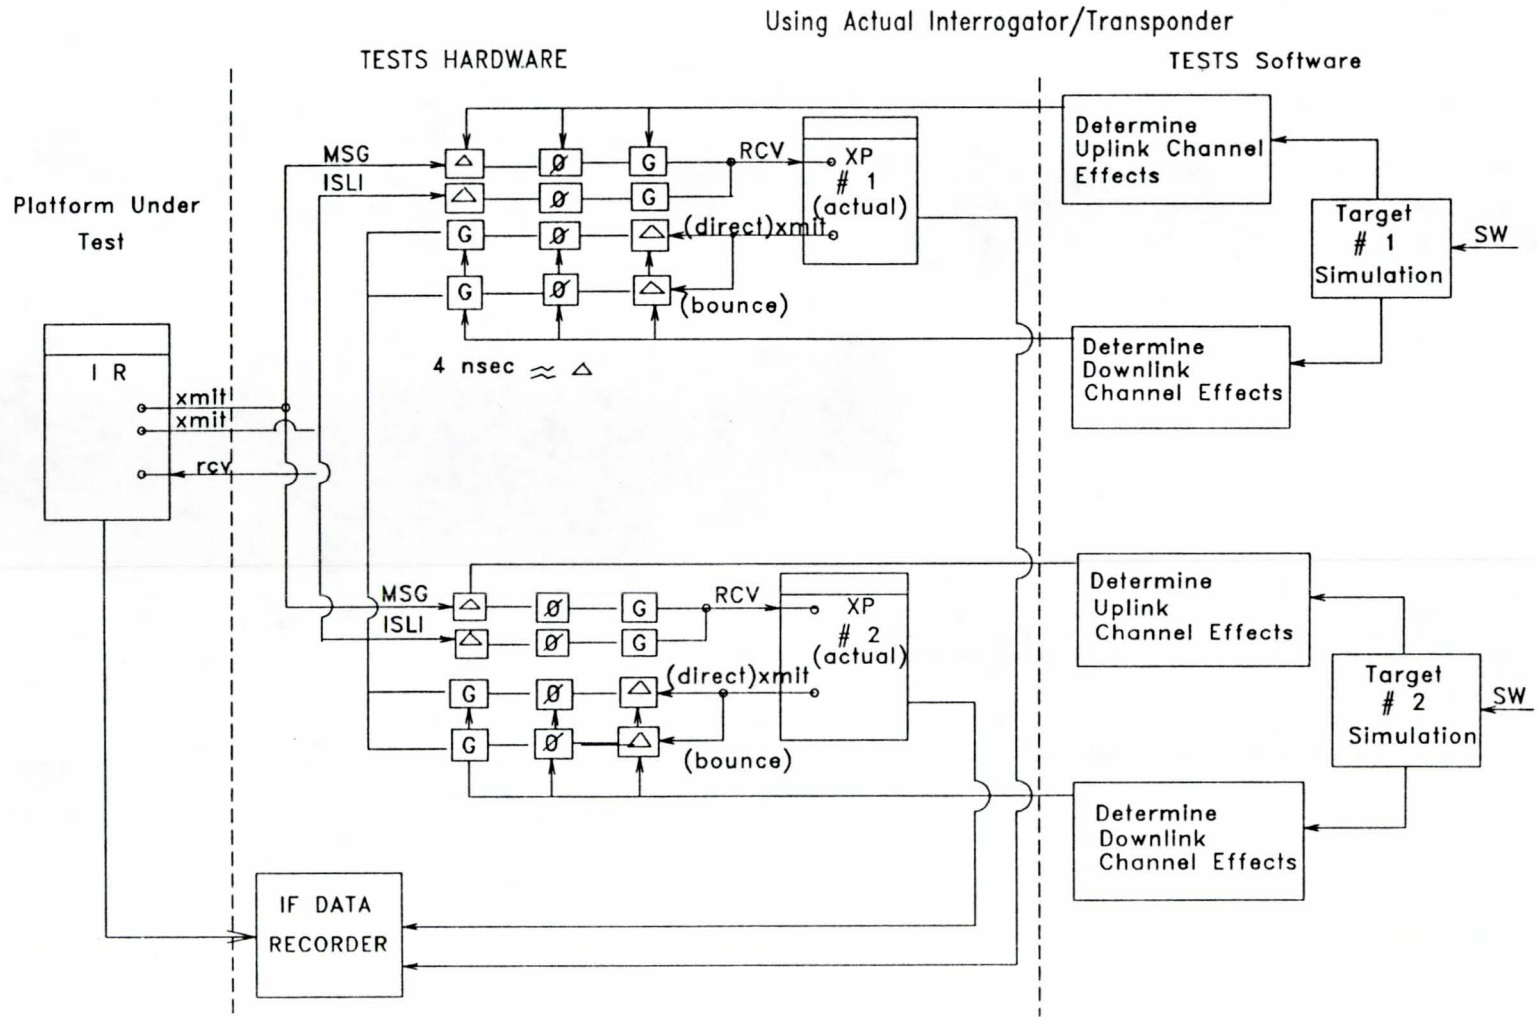 Using Actual Interrogator/Transponder
TESTS HARDWARE
TESTS Software
Platform Under
Test
I R
xmit
xmit
rcv
MSG
ISLI
△ Ø G
△ Ø G
G Ø △
G Ø △
RCV
XP
# 1
(actual)
(direct)xmit
(bounce)
4 nsec ≈ △
Determine
Uplink Channel
Effects
Target
# 1
Simulation
SW
Determine
Downlink
Channel Effects
MSG
ISLI
△ Ø G
△ Ø G
G Ø △
G Ø △
RCV
XP
# 2
(actual)
(direct)xmit
(bounce)
Determine
Uplink
Channel Effects
Target
# 2
Simulation
SW
Determine
Downlink
Channel Effects
IF DATA
RECORDER